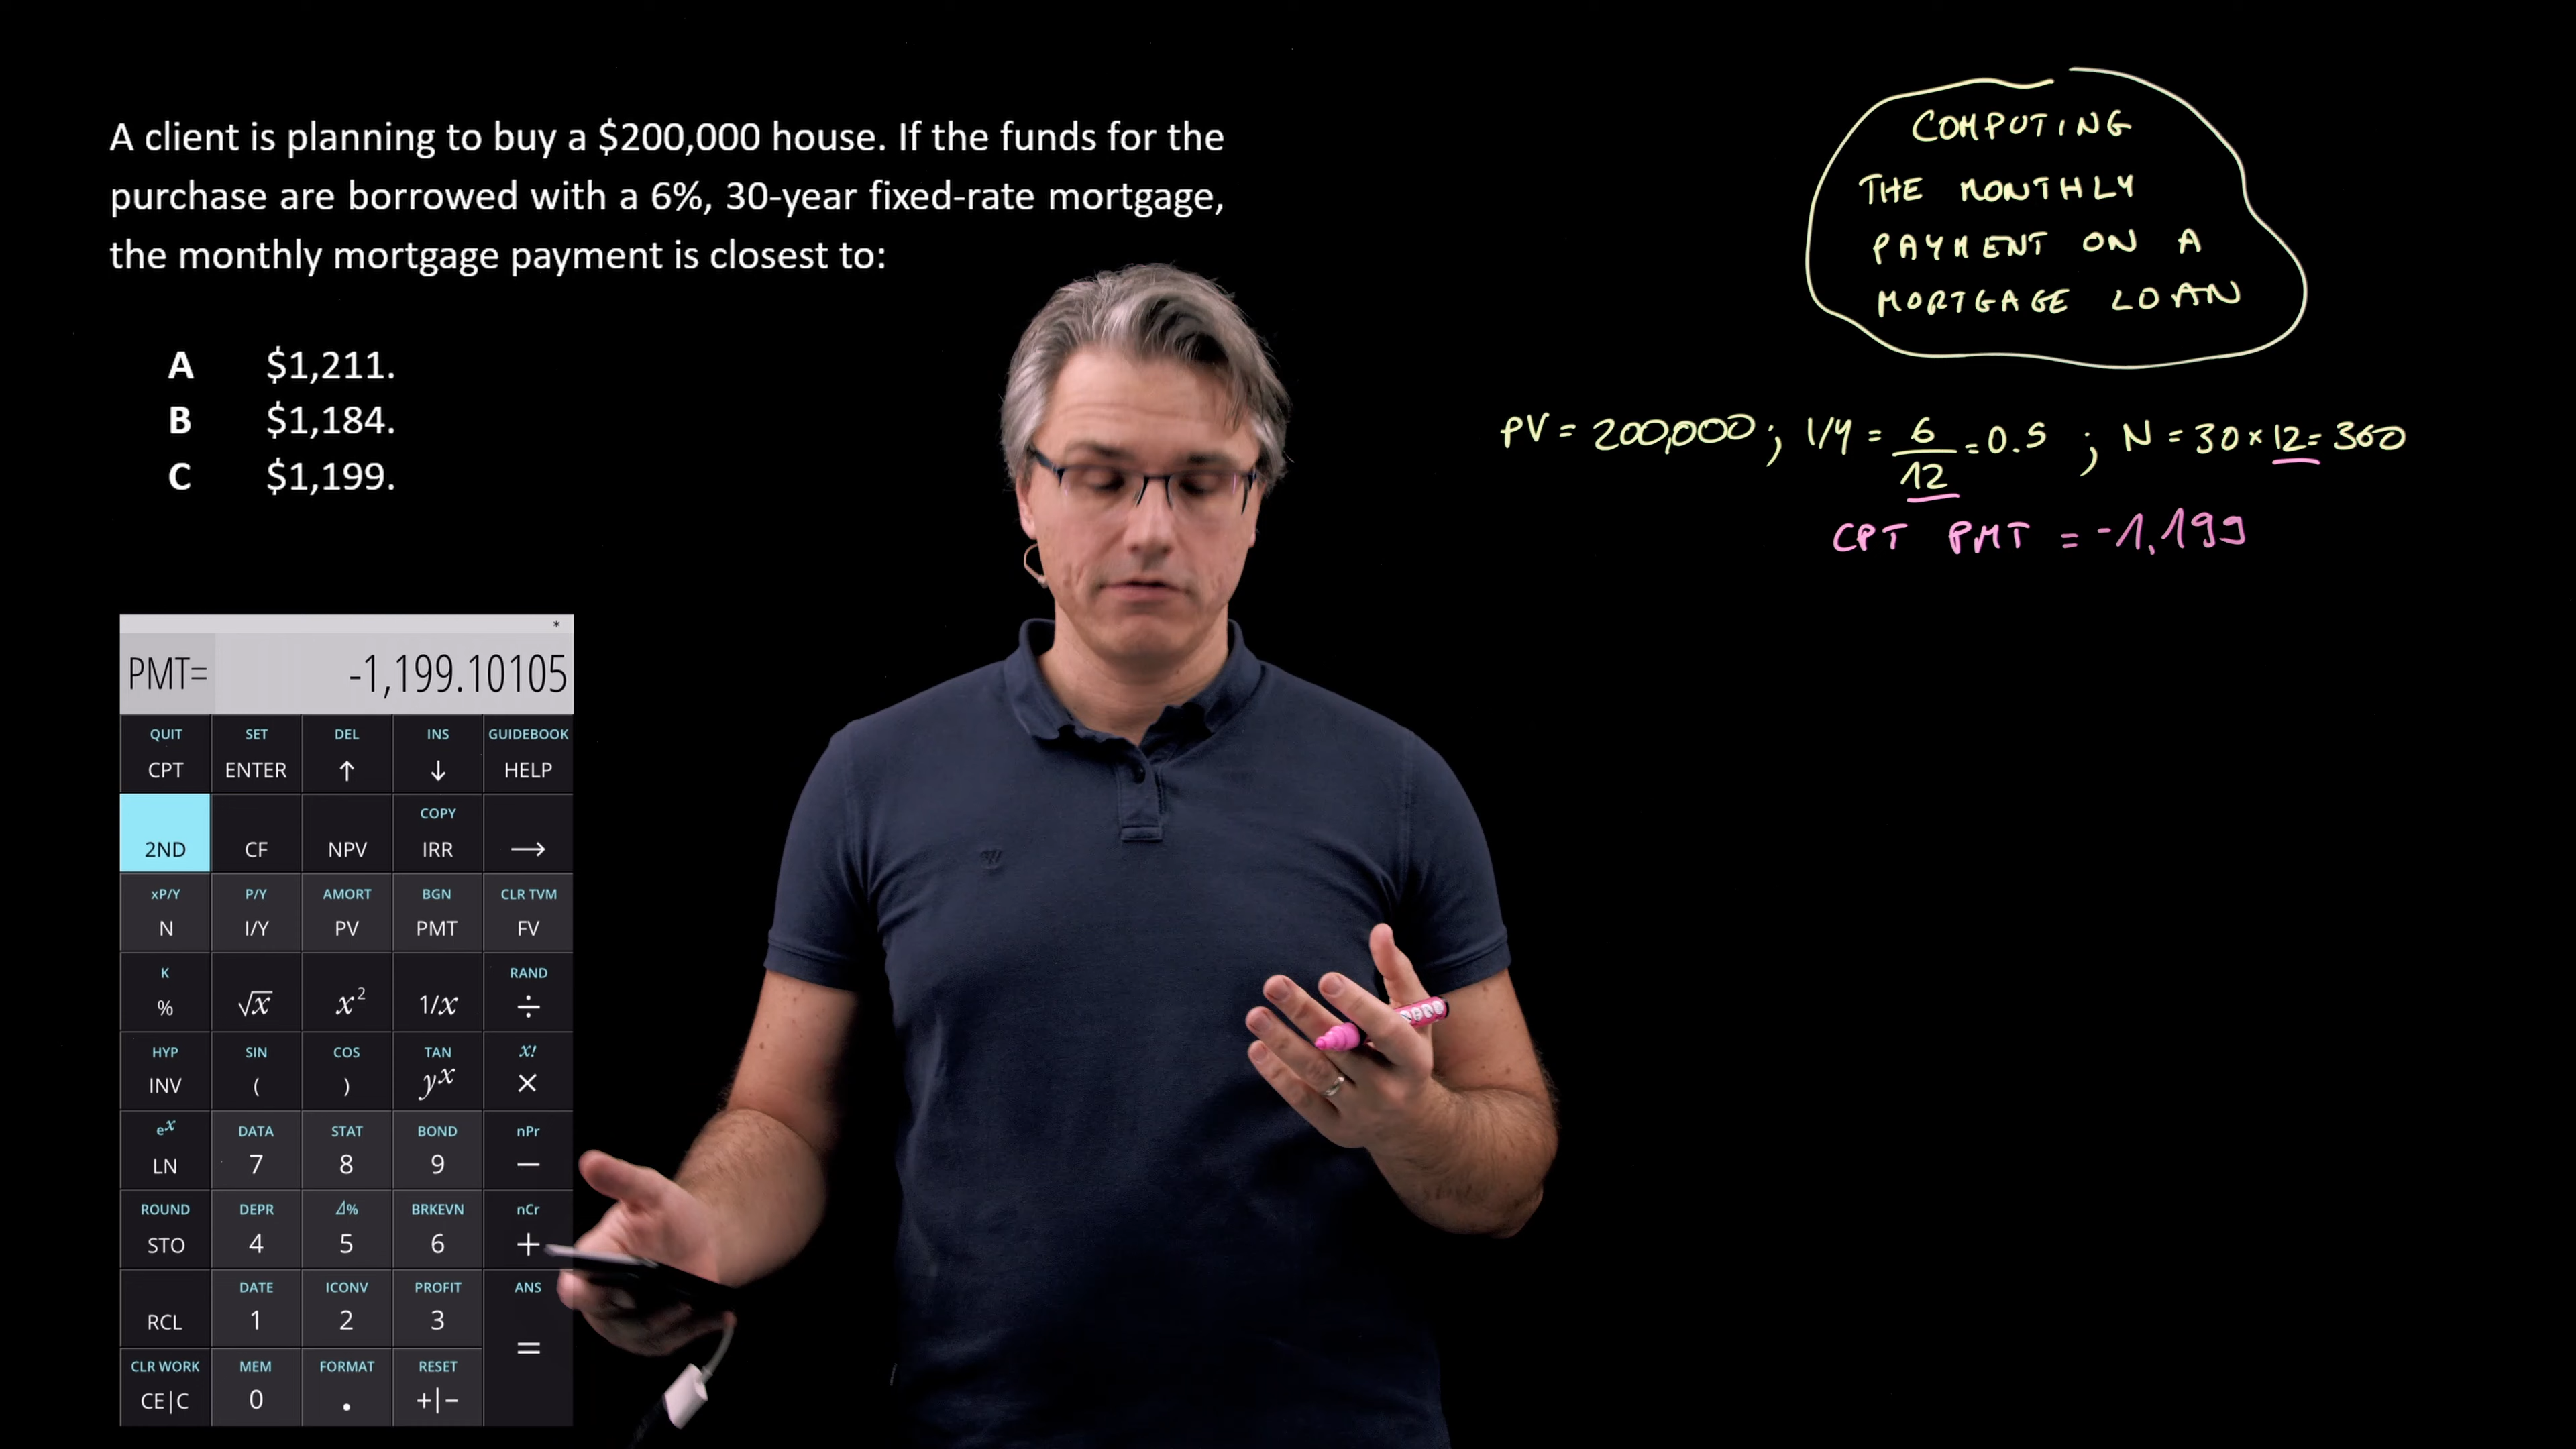 A client is planning to buy a $200,000 house. If the funds for the
purchase are borrowed with a 6%, 30-year fixed-rate mortgage,
the monthly mortgage payment is closest to:
A $1,211.
B $1,184.
C $1,199.
COMPUTING
THE MONTHLY
PAYMENT ON A
MORTGAGE LOAN
PV = 200,000 ; I/Y = 6/12 = 0.5 ; N = 30 × 12 = 360
CPT PMT = -1,199
*
PMT= -1,199.10105
QUIT SET DEL INS GUIDEBOOK
CPT ENTER ↑ ↓ HELP
COPY
2ND CF NPV IRR →
xP/Y P/Y AMORT BGN CLR TVM
N I/Y PV PMT FV
K RAND
% √x x² 1/x ÷
HYP SIN COS TAN x!
INV ( ) yˣ ×
eˣ DATA STAT BOND nPr
LN 7 8 9 −
ROUND DEPR Δ% BRKEVN nCr
STO 4 5 6 +
DATE ICONV PROFIT ANS
RCL 1 2 3 =
CLR WORK MEM FORMAT RESET
CE|C 0 . +|−